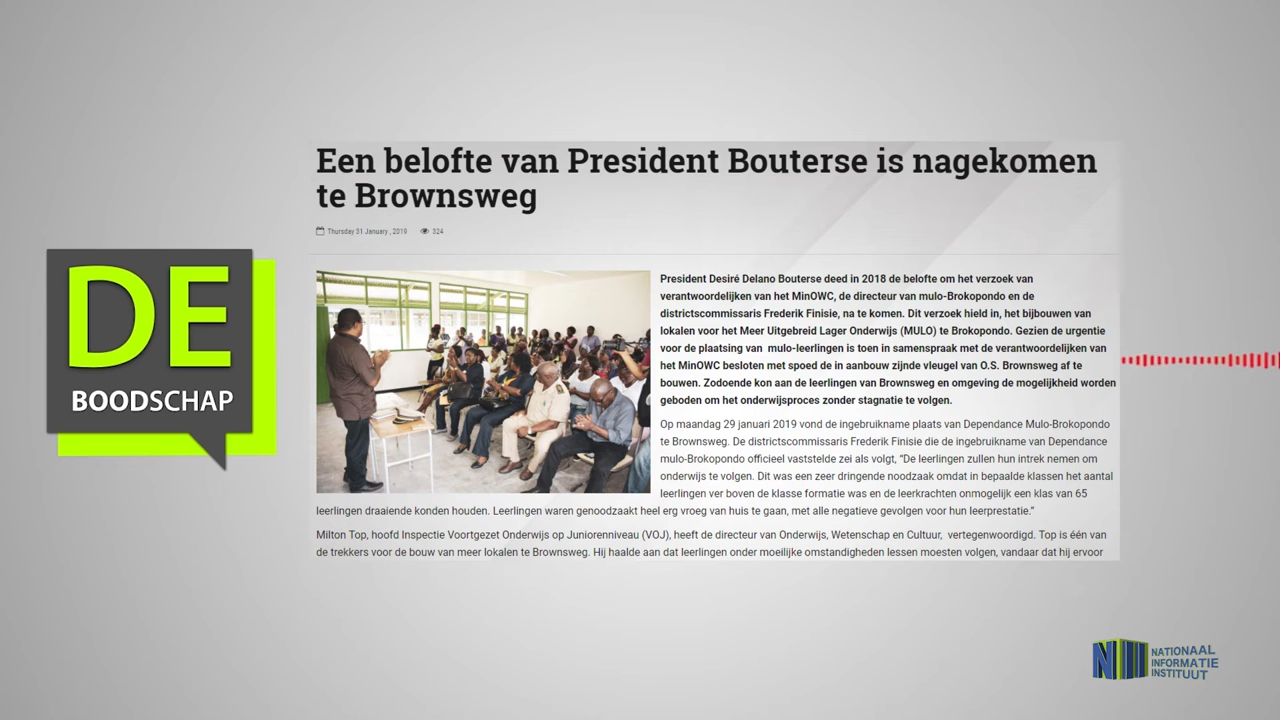 DE
BOODSCHAP
Een belofte van President Bouterse is nagekomen
te Brownsweg
Thursday 31 January , 2019 324
President Desiré Delano Bouterse deed in 2018 de belofte om het verzoek van
verantwoordelijken van het MinOWC, de directeur van mulo-Brokopondo en de
districtscommissaris Frederik Finisie, na te komen. Dit verzoek hield in, het bijbouwen van
lokalen voor het Meer Uitgebreid Lager Onderwijs (MULO) te Brokopondo. Gezien de urgentie
voor de plaatsing van mulo-leerlingen is toen in samenspraak met de verantwoordelijken van
het MinOWC besloten met spoed de in aanbouw zijnde vleugel van O.S. Brownsweg af te
bouwen. Zodoende kon aan de leerlingen van Brownsweg en omgeving de mogelijkheid worden
geboden om het onderwijsproces zonder stagnatie te volgen.
Op maandag 29 januari 2019 vond de ingebruikname plaats van Dependance Mulo-Brokopondo
te Brownsweg. De districtscommissaris Frederik Finisie die de ingebruikname van Dependance
mulo-Brokopondo officieel vaststelde zei als volgt, “De leerlingen zullen hun intrek nemen om
onderwijs te volgen. Dit was een zeer dringende noodzaak omdat in bepaalde klassen het aantal
leerlingen ver boven de klasse formatie was en de leerkrachten onmogelijk een klas van 65
leerlingen draaiende konden houden. Leerlingen waren genoodzaakt heel erg vroeg van huis te gaan, met alle negatieve gevolgen voor hun leerprestatie.”
Milton Top, hoofd Inspectie Voortgezet Onderwijs op Juniorenniveau (VOJ), heeft de directeur van Onderwijs, Wetenschap en Cultuur, vertegenwoordigd. Top is één van
de trekkers voor de bouw van meer lokalen te Brownsweg. Hij haalde aan dat leerlingen onder moeilijke omstandigheden lessen moesten volgen, vandaar dat hij ervoor
NII NATIONAAL
INFORMATIE
INSTITUUT